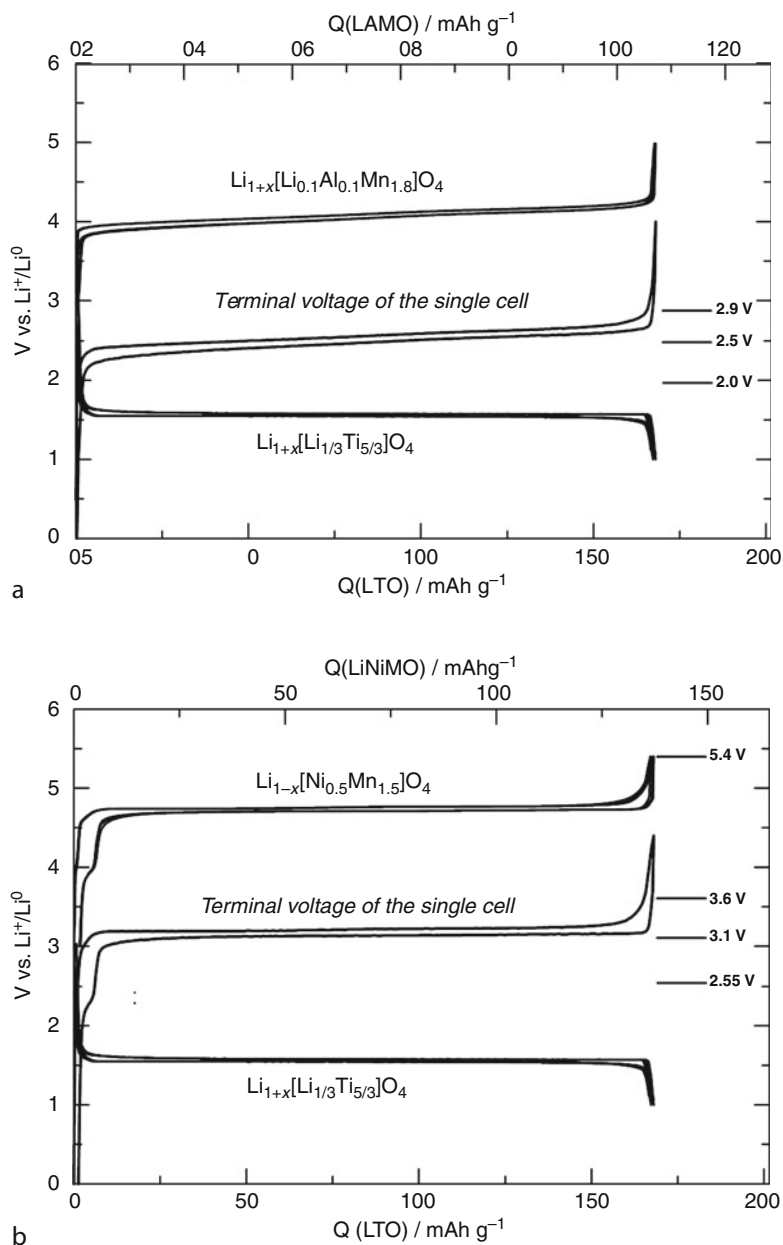 Q(LAMO) / mAh g⁻¹
02 04 06 08 0 100 120
6
5
Li₁₊ₓ[Li₀.₁Al₀.₁Mn₁.₈]O₄
4
V vs. Li⁺/Li⁰
3
Terminal voltage of the single cell
2.9 V
2.5 V
2
2.0 V
Li₁₊ₓ[Li₁/₃Ti₅/₃]O₄
1
0
05 0 100 150 200
a
Q(LTO) / mAh g⁻¹
Q(LiNiMO) / mAhg⁻¹
0 50 100 150
6
5.4 V
Li₁₋ₓ[Ni₀.₅Mn₁.₅]O₄
5
4
V vs. Li⁺/Li⁰
Terminal voltage of the single cell
3.6 V
3.1 V
3
2.55 V
2
Li₁₊ₓ[Li₁/₃Ti₅/₃]O₄
1
0
0 50 100 150 200
b
Q (LTO) / mAh g⁻¹